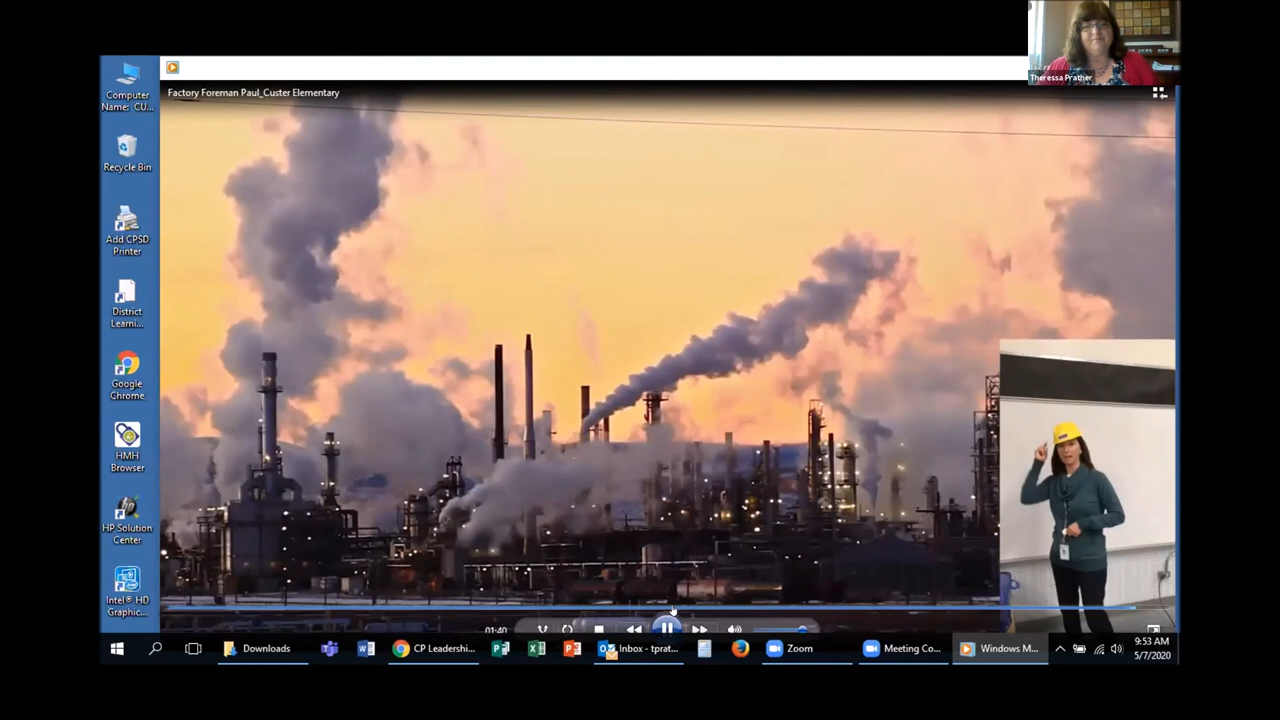 Theressa Prather
Factory Foreman Paul_Custer Elementary
Computer
Name: CU...
Recycle Bin
Add CPSD
Printer
District
Learni...
Google
Chrome
HMH
Browser
HP Solution
Center
Intel® HD
Graphic...
01:40
Downloads
CP Leadershi...
Inbox - tprat...
Zoom
Meeting Co...
Windows M...
9:53 AM
5/7/2020